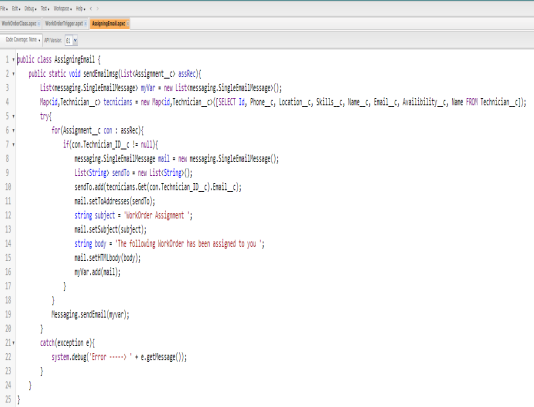 File Edit Debug Test Workspace Help < >
WorkOrderClass.apxc WorkOrderTrigger.apxt AssigningEmail.apxc
Code Coverage: None API Version: 61
1 public class AssigningEmail {
2 public static void sendEmailmsg(List<Assignment__c> assRec){
3 List<messaging.SingleEmailMessage> myVar = new List<messaging.SingleEmailMessage>();
4 Map<id,Technician__c> tecnicians = new Map<id,Technician__c>([SELECT Id, Phone__c, Location__c, Skills__c, Name__c, Email__c, Availibility__c, Name FROM Technician__c]);
5 try{
6 for(Assignment__c con : assRec){
7 if(con.Technician_ID__c != null){
8 messaging.SingleEmailMessage mail = new messaging.SingleEmailMessage();
9 List<String> sendTo = new List<String>();
10 sendTo.add(tecnicians.Get(con.Technician_ID__c).Email__c);
11 mail.setToAddresses(sendTo);
12 string subject = 'WorkOrder Assignment ';
13 mail.setSubject(subject);
14 string body = 'The following WorkOrder has been assigned to you ';
15 mail.setHTMLbody(body);
16 myVar.add(mail);
17 }
18 }
19 Messaging.sendEmail(myvar);
20 }
21 catch(exception e){
22 system.debug('Error -----> ' + e.getMessage());
23 }
24 }
25 }